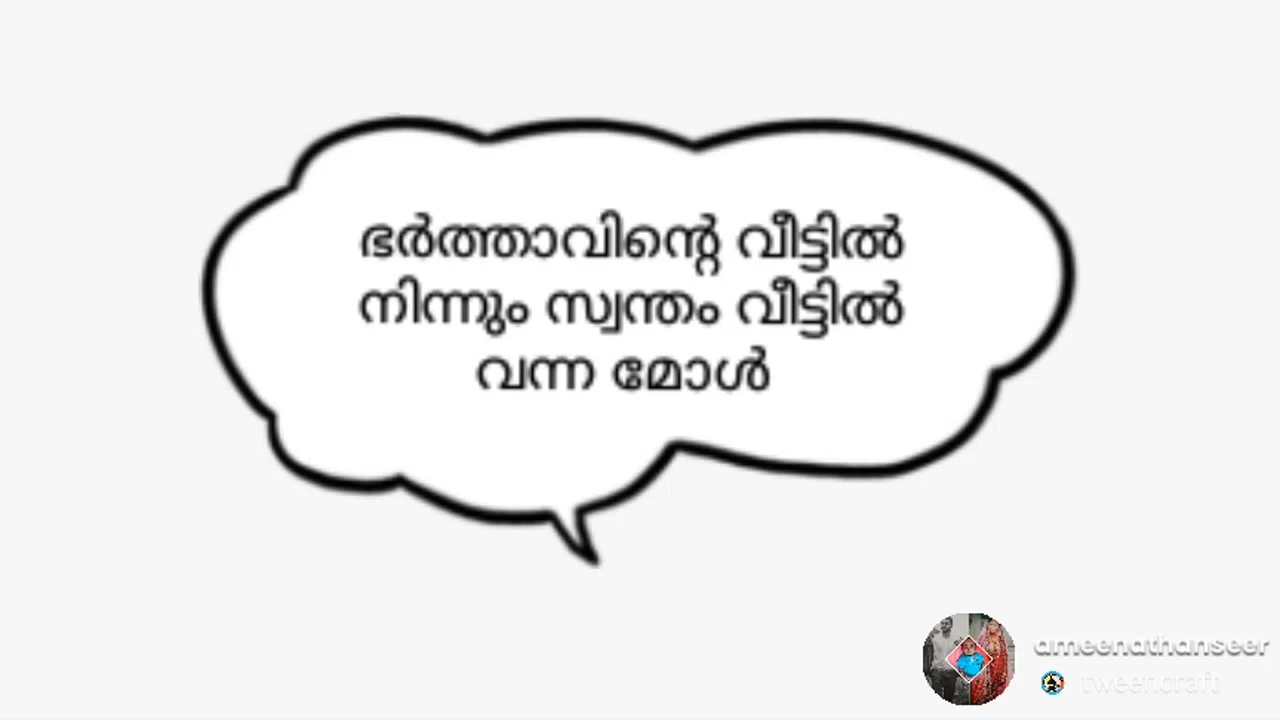 ഭർത്താവിന്റെ വീട്ടിൽ
നിന്നും സ്വന്തം വീട്ടിൽ
വന്ന മോൾ
ameenathanseer
tweencraft